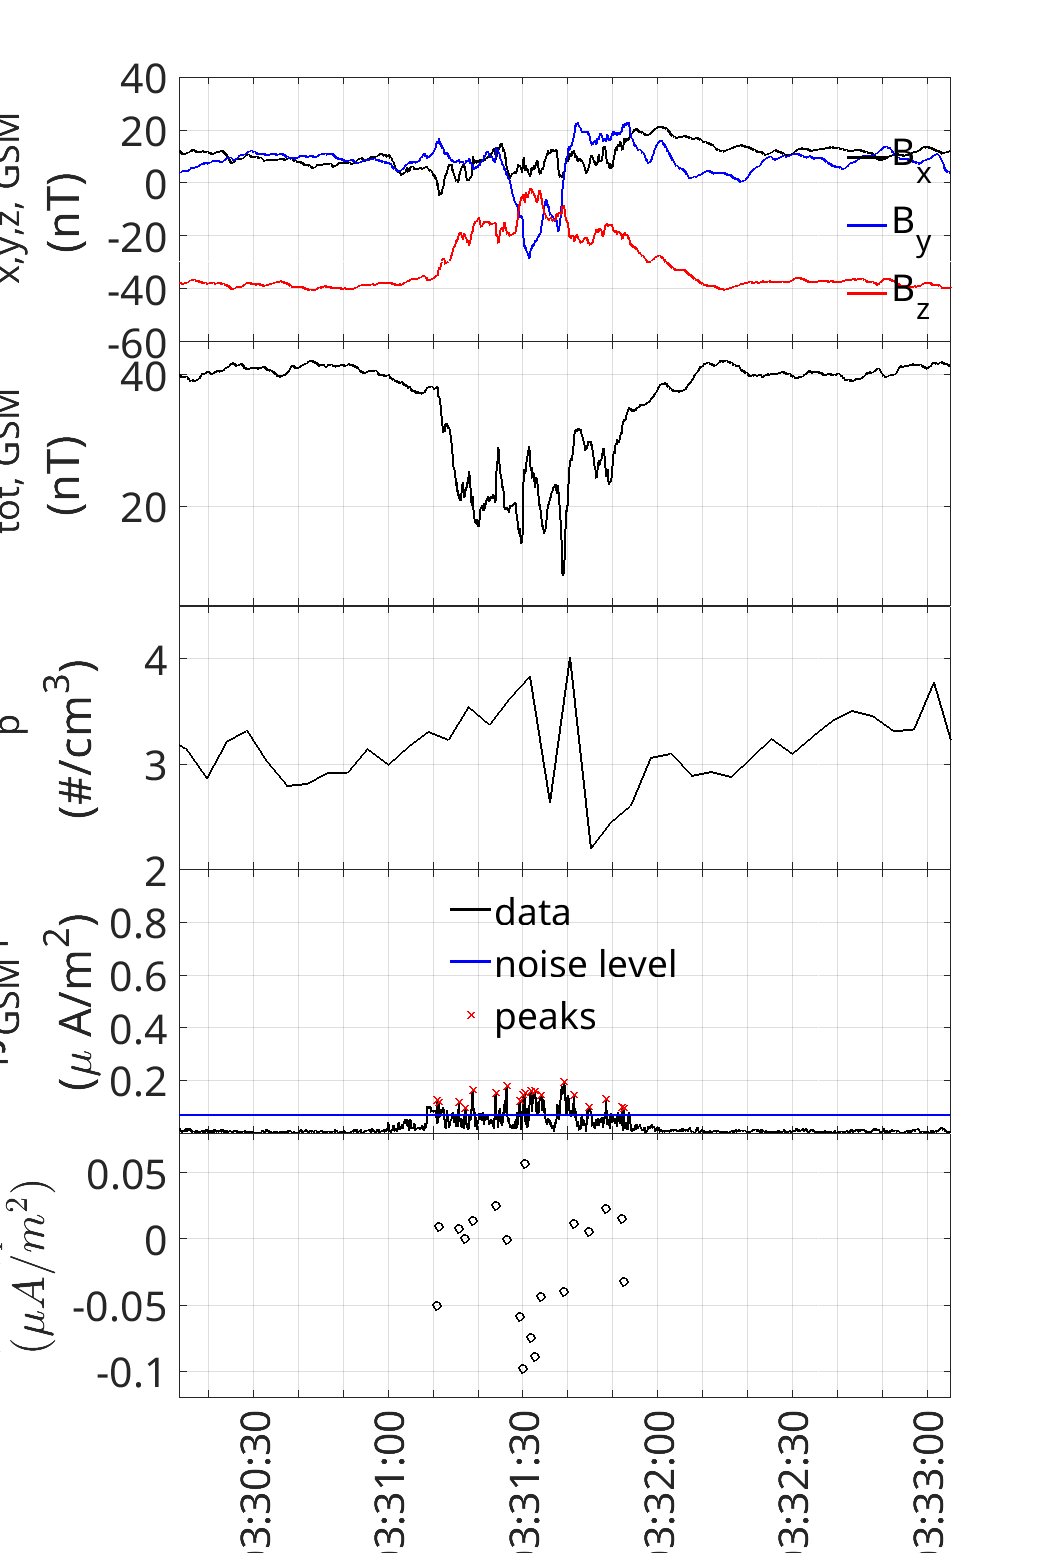 40
20
0
-20
-40
-60
x,y,z, GSM
(nT)
Bx
By
Bz
40
20
tot, GSM
(nT)
4
3
2
p
(#/cm³)
data
noise level
peaks
0.8
0.6
0.4
0.2
GSM
(μ A/m²)
0.05
0
-0.05
-0.1
(μA/m²)
3:30:30
3:31:00
3:31:30
3:32:00
3:32:30
3:33:00